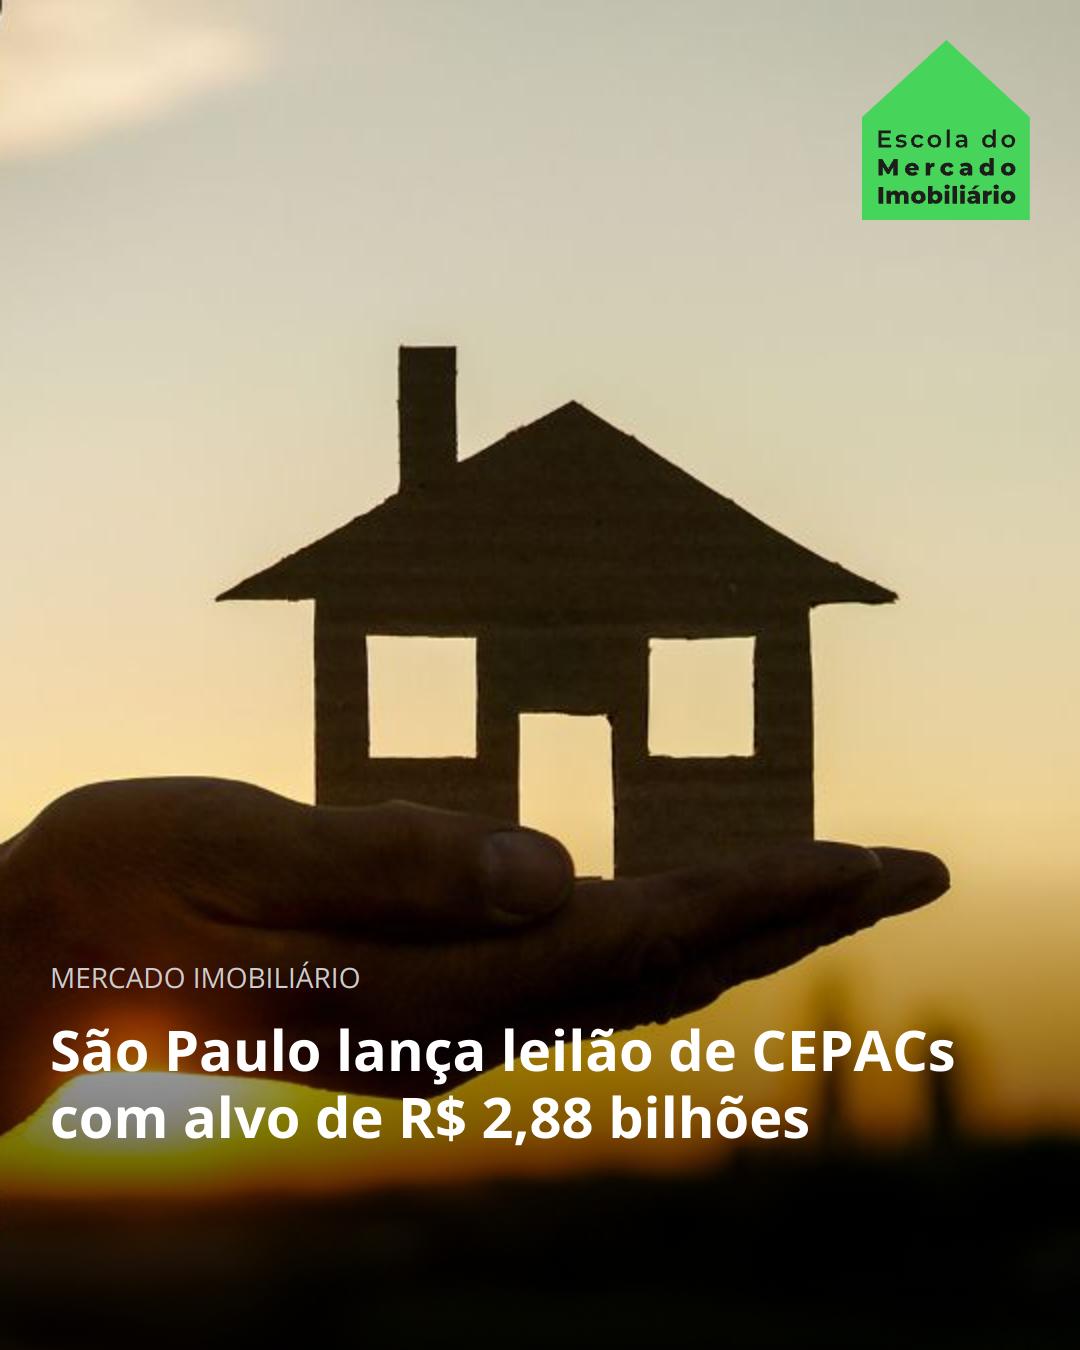 Escola do
Mercado
Imobiliário
MERCADO IMOBILIÁRIO
São Paulo lança leilão de CEPACs
com alvo de R$ 2,88 bilhões